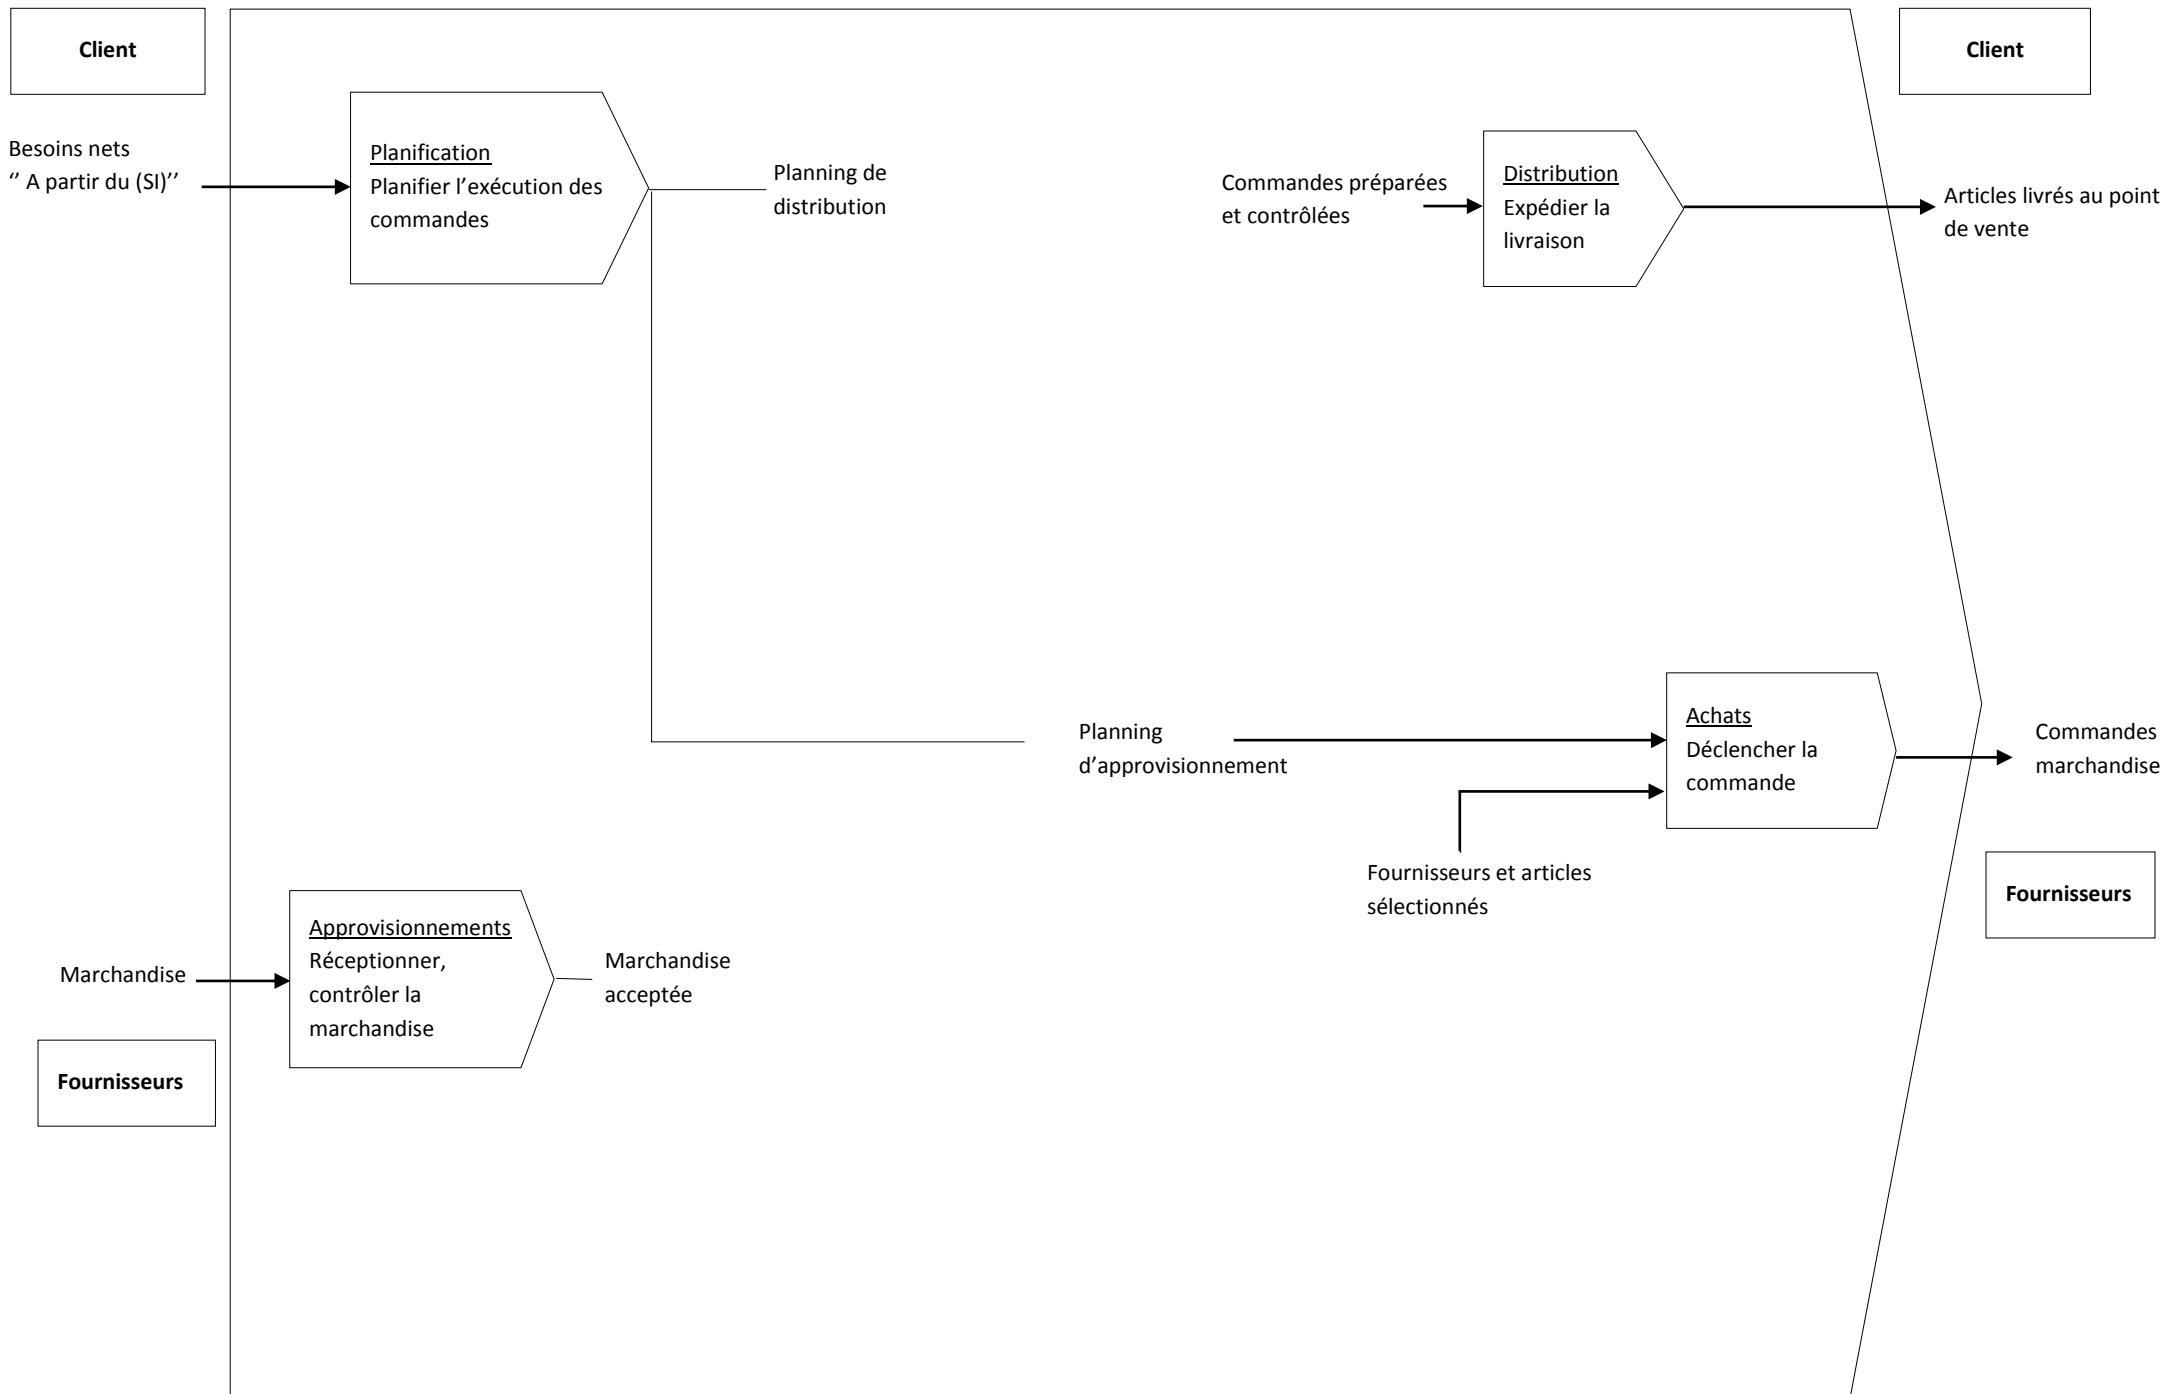 Client
Client
Besoins nets
‘’ A partir du (SI)’’
Planification
Planifier l’exécution des
commandes
Planning de
distribution
Commandes préparées
et contrôlées
Distribution
Expédier la
livraison
Articles livrés au point
de vente
Planning
d’approvisionnement
Achats
Déclencher la
commande
Commandes
marchandise
Fournisseurs et articles
sélectionnés
Fournisseurs
Marchandise
Approvisionnements
Réceptionner,
contrôler la
marchandise
Marchandise
acceptée
Fournisseurs